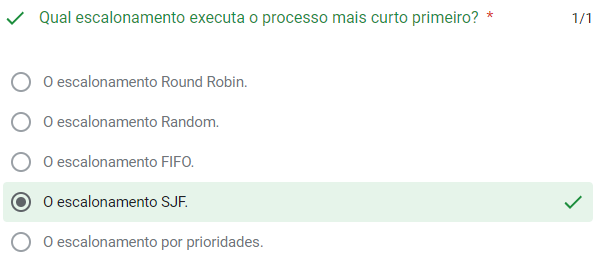 Qual escalonamento executa o processo mais curto primeiro? * 1/1
O escalonamento Round Robin.
O escalonamento Random.
O escalonamento FIFO.
O escalonamento SJF.
O escalonamento por prioridades.